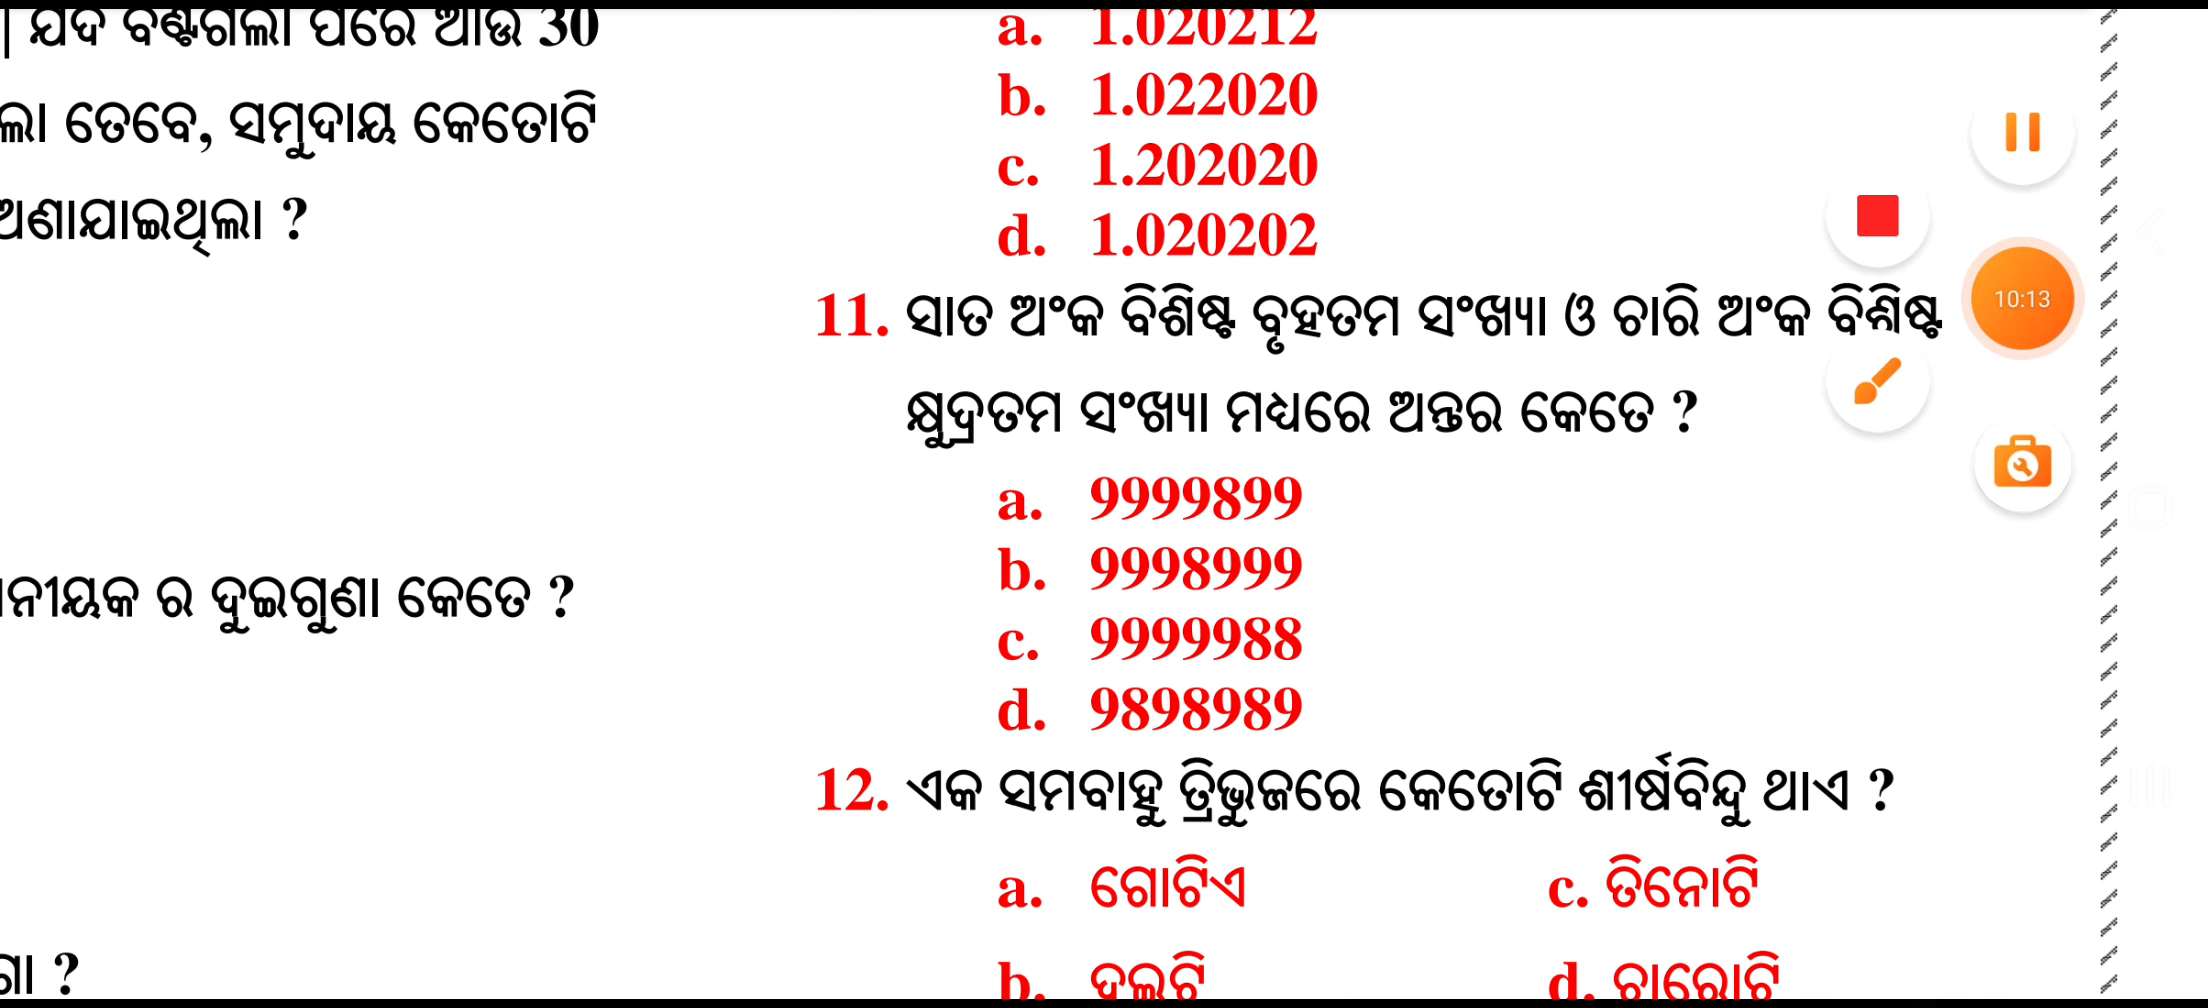 ଯଦି ବଣ୍ଟଗଲା ପରେ ଆଉ 30
ଲା ତେବେ, ସମୁଦାୟ କେତୋଟି
ଅଣାଯାଇଥିଲା ?
ନୀୟକ ର ଦୁଇଗୁଣା କେତେ ?
ଗା ?
a. 1.020212
b. 1.022020
c. 1.202020
d. 1.020202
11. ସାତ ଅଂକ ବିଶିଷ୍ଟ ବୃହତମ ସଂଖ୍ୟା ଓ ଚାରି ଅଂକ ବିଶିଷ୍ଟ
କ୍ଷୁଦ୍ରତମ ସଂଖ୍ୟା ମଧ୍ୟରେ ଅନ୍ତର କେତେ ?
a. 9999899
b. 9998999
c. 9999988
d. 9898989
12. ଏକ ସମବାହୁ ତ୍ରିଭୁଜରେ କେତୋଟି ଶୀର୍ଷବିନ୍ଦୁ ଥାଏ ?
a. ଗୋଟିଏ c. ତିନୋଟି
b. ଦୁଇଟି d. ଚାରୋଟି
10:13